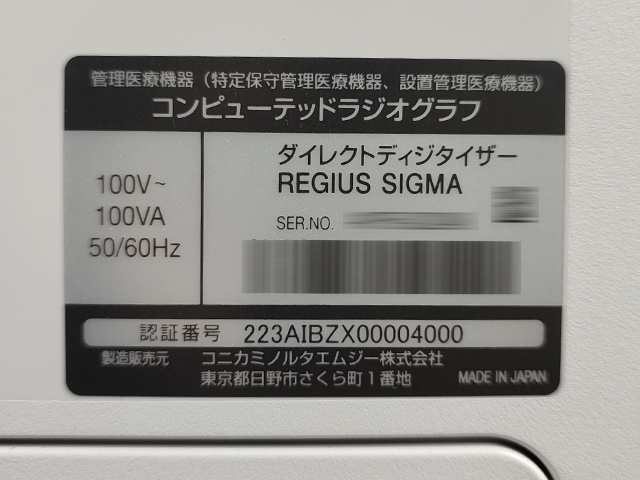 管理医療機器（特定保守管理医療機器、設置管理医療機器）
コンピューテッドラジオグラフ
100V~
100VA
50/60Hz
ダイレクトディジタイザー
REGIUS SIGMA
SER.NO.
認証番号 223AIBZX00004000
製造販売元 コニカミノルタエムジー株式会社
東京都日野市さくら町1番地 MADE IN JAPAN